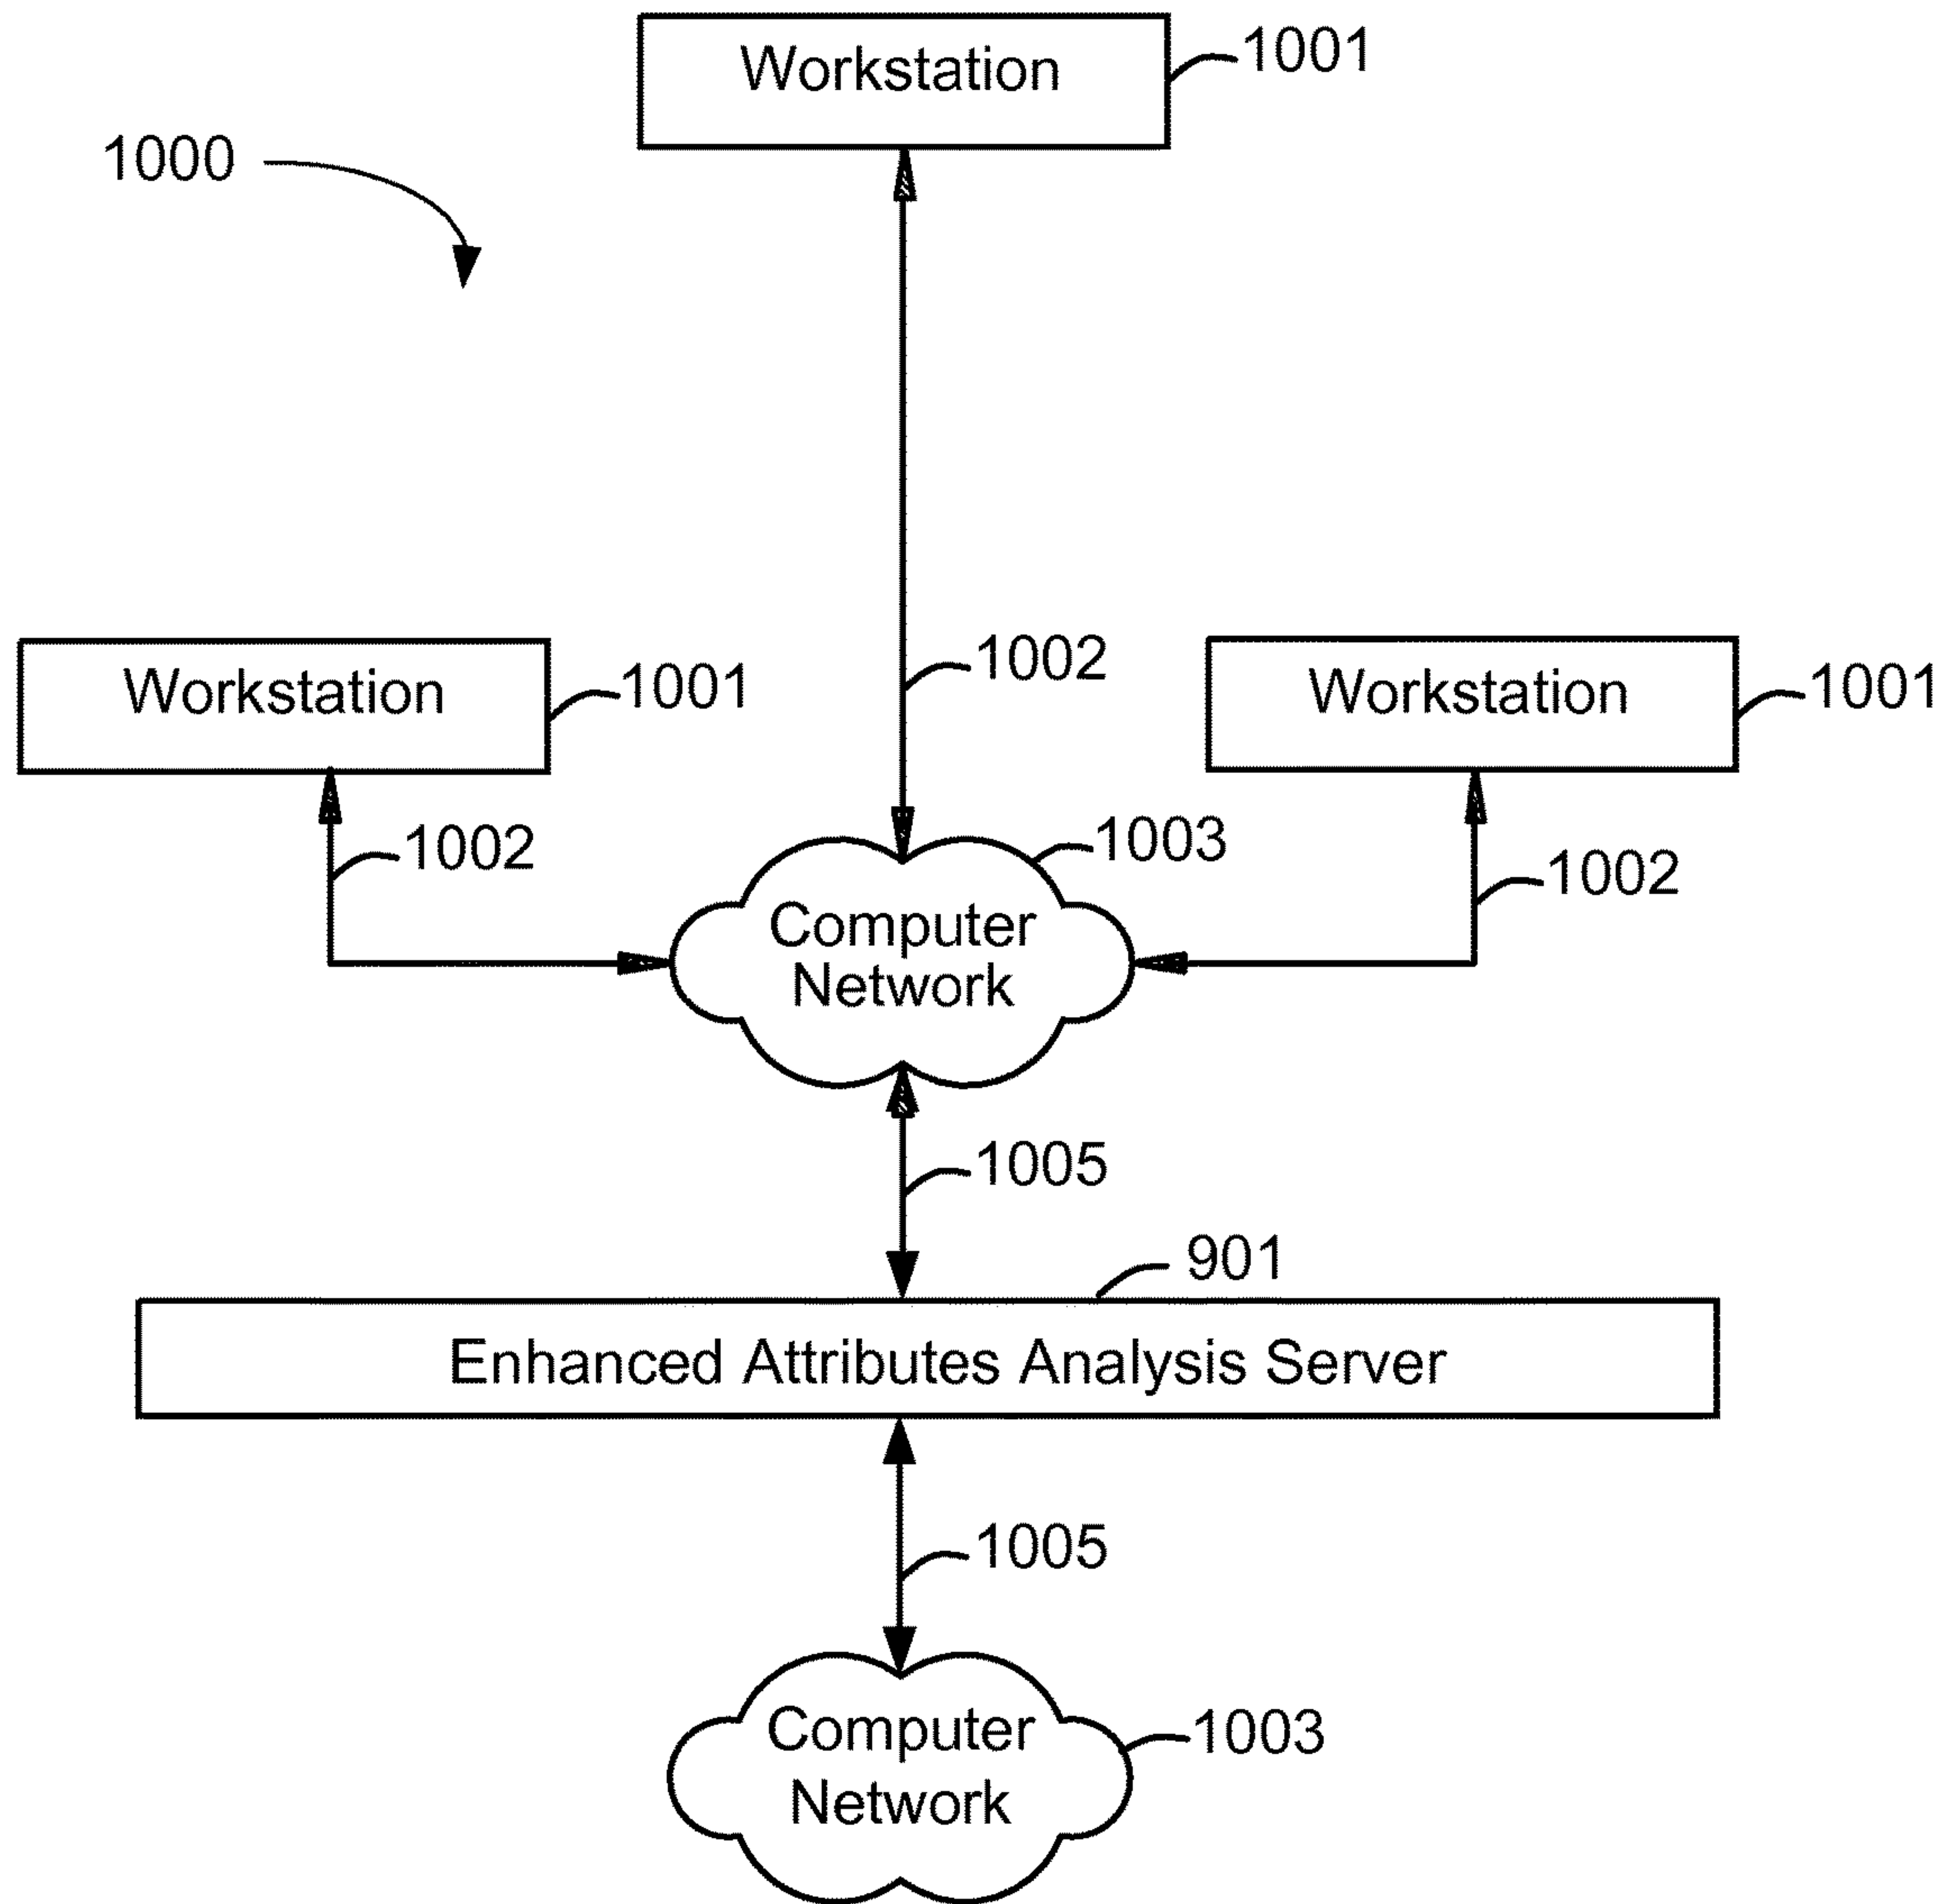 Workstation
1001
1000
1002
Workstation
1001
Workstation
1001
1002
1003
1002
Computer
Network
1005
901
Enhanced Attributes Analysis Server
1005
Computer
Network
1003